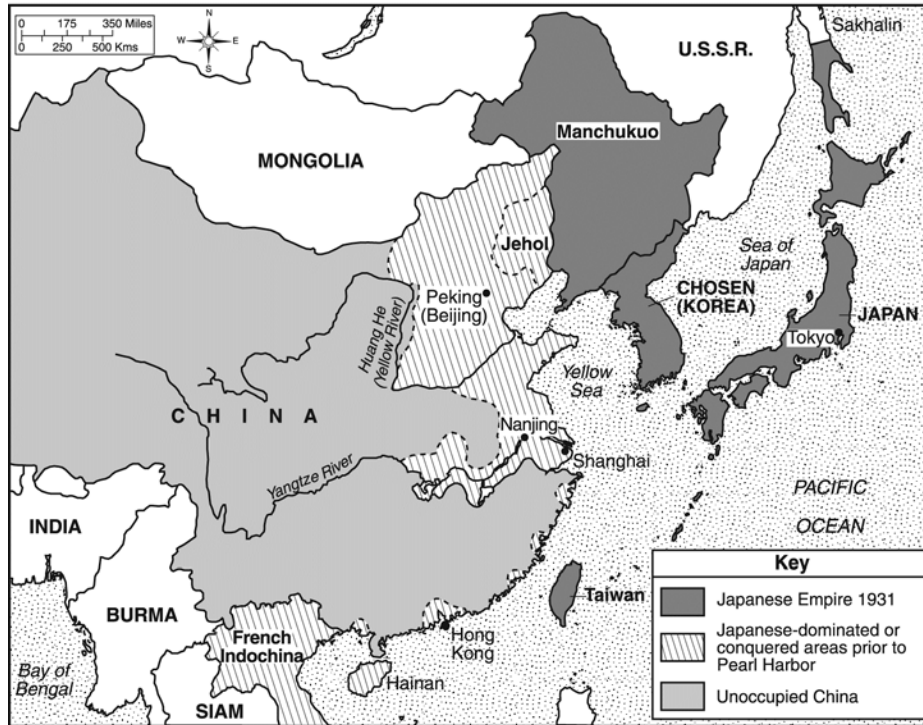 0 175 350 Miles
0 250 500 Kms
N
W E
S
Sakhalin
U.S.S.R.
Manchukuo
MONGOLIA
Jehol
Sea of
Japan
Peking
(Beijing)
CHOSEN
(KOREA)
JAPAN
Tokyo
Huang He
(Yellow River)
Yellow
Sea
CHINA
Nanjing
Shanghai
Yangtze River
PACIFIC
OCEAN
INDIA
BURMA
Taiwan
French
Indochina
Hong
Kong
Bay of
Bengal
Hainan
SIAM
Key
Japanese Empire 1931
Japanese-dominated or
conquered areas prior to
Pearl Harbor
Unoccupied China